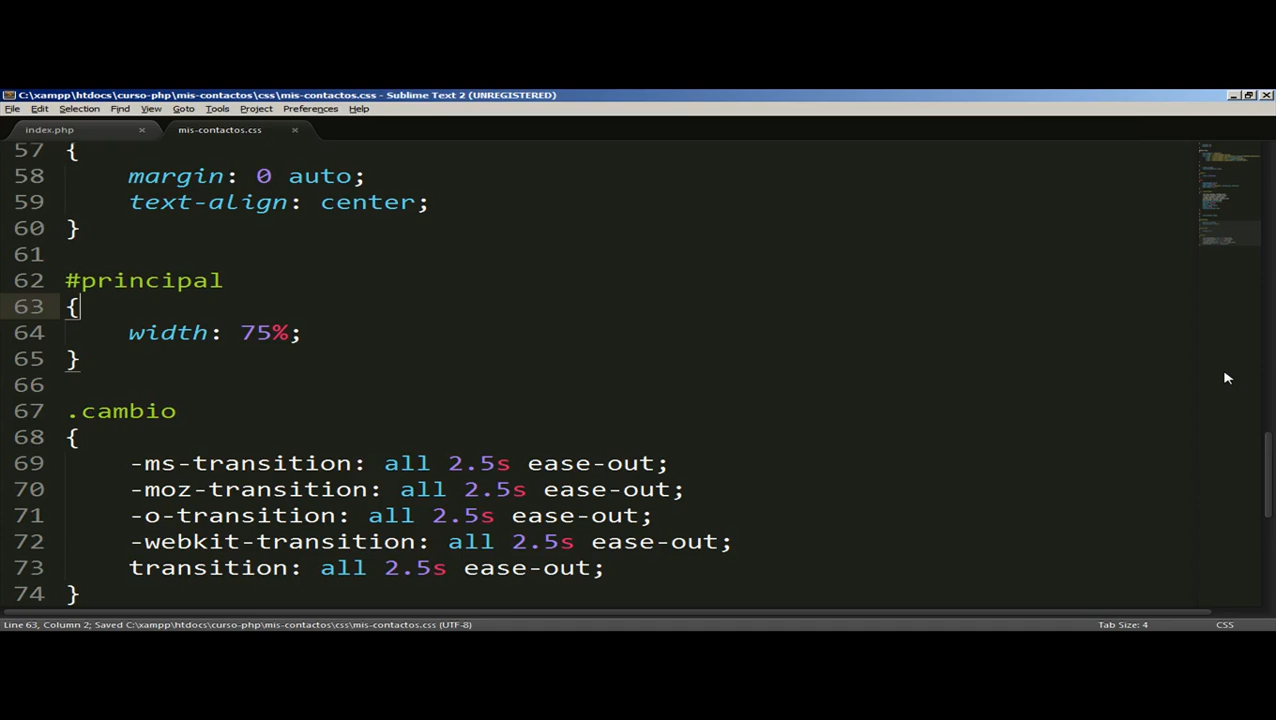 C:\xampp\htdocs\curso-php\mis-contactos\css\mis-contactos.css - Sublime Text 2 (UNREGISTERED)
File Edit Selection Find View Goto Tools Project Preferences Help
index.php × mis-contactos.css ×
57 {
58 margin: 0 auto;
59 text-align: center;
60 }
61
62 #principal
63 {
64 width: 75%;
65 }
66
67 .cambio
68 {
69 -ms-transition: all 2.5s ease-out;
70 -moz-transition: all 2.5s ease-out;
71 -o-transition: all 2.5s ease-out;
72 -webkit-transition: all 2.5s ease-out;
73 transition: all 2.5s ease-out;
74 }
Line 63, Column 2; Saved C:\xampp\htdocs\curso-php\mis-contactos\css\mis-contactos.css (UTF-8) Tab Size: 4 CSS